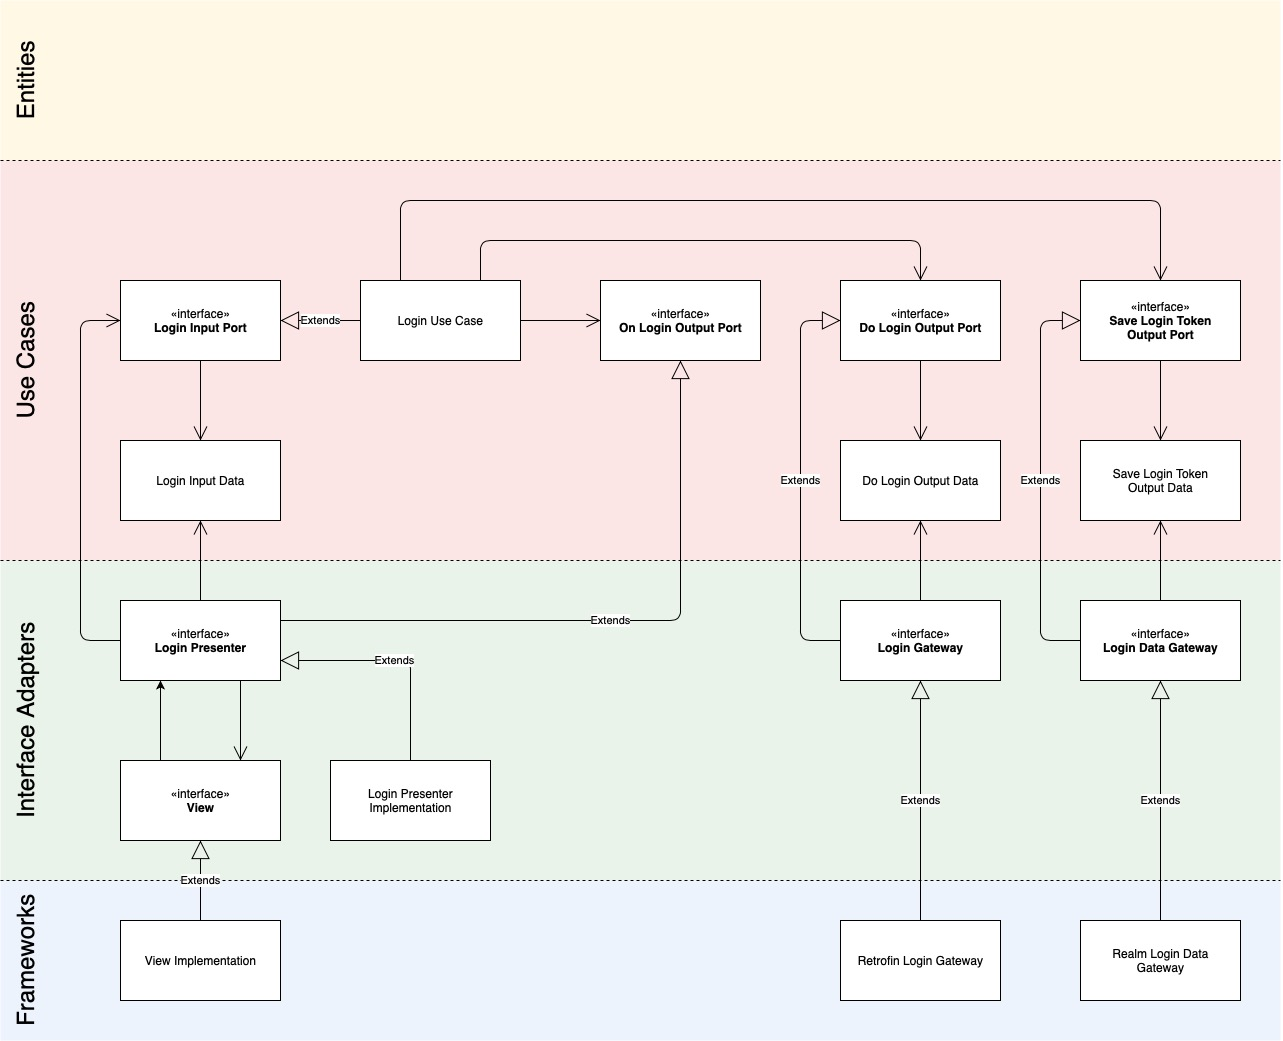 Entities
Use Cases
«interface»
Login Input Port
Extends
Login Use Case
«interface»
On Login Output Port
«interface»
Do Login Output Port
«interface»
Save Login Token
Output Port
Login Input Data
Extends
Do Login Output Data
Extends
Save Login Token
Output Data
Interface Adapters
«interface»
Login Presenter
Extends
«interface»
Login Gateway
«interface»
Login Data Gateway
Extends
«interface»
View
Login Presenter
Implementation
Extends
Extends
Extends
Frameworks
View Implementation
Retrofin Login Gateway
Realm Login Data
Gateway